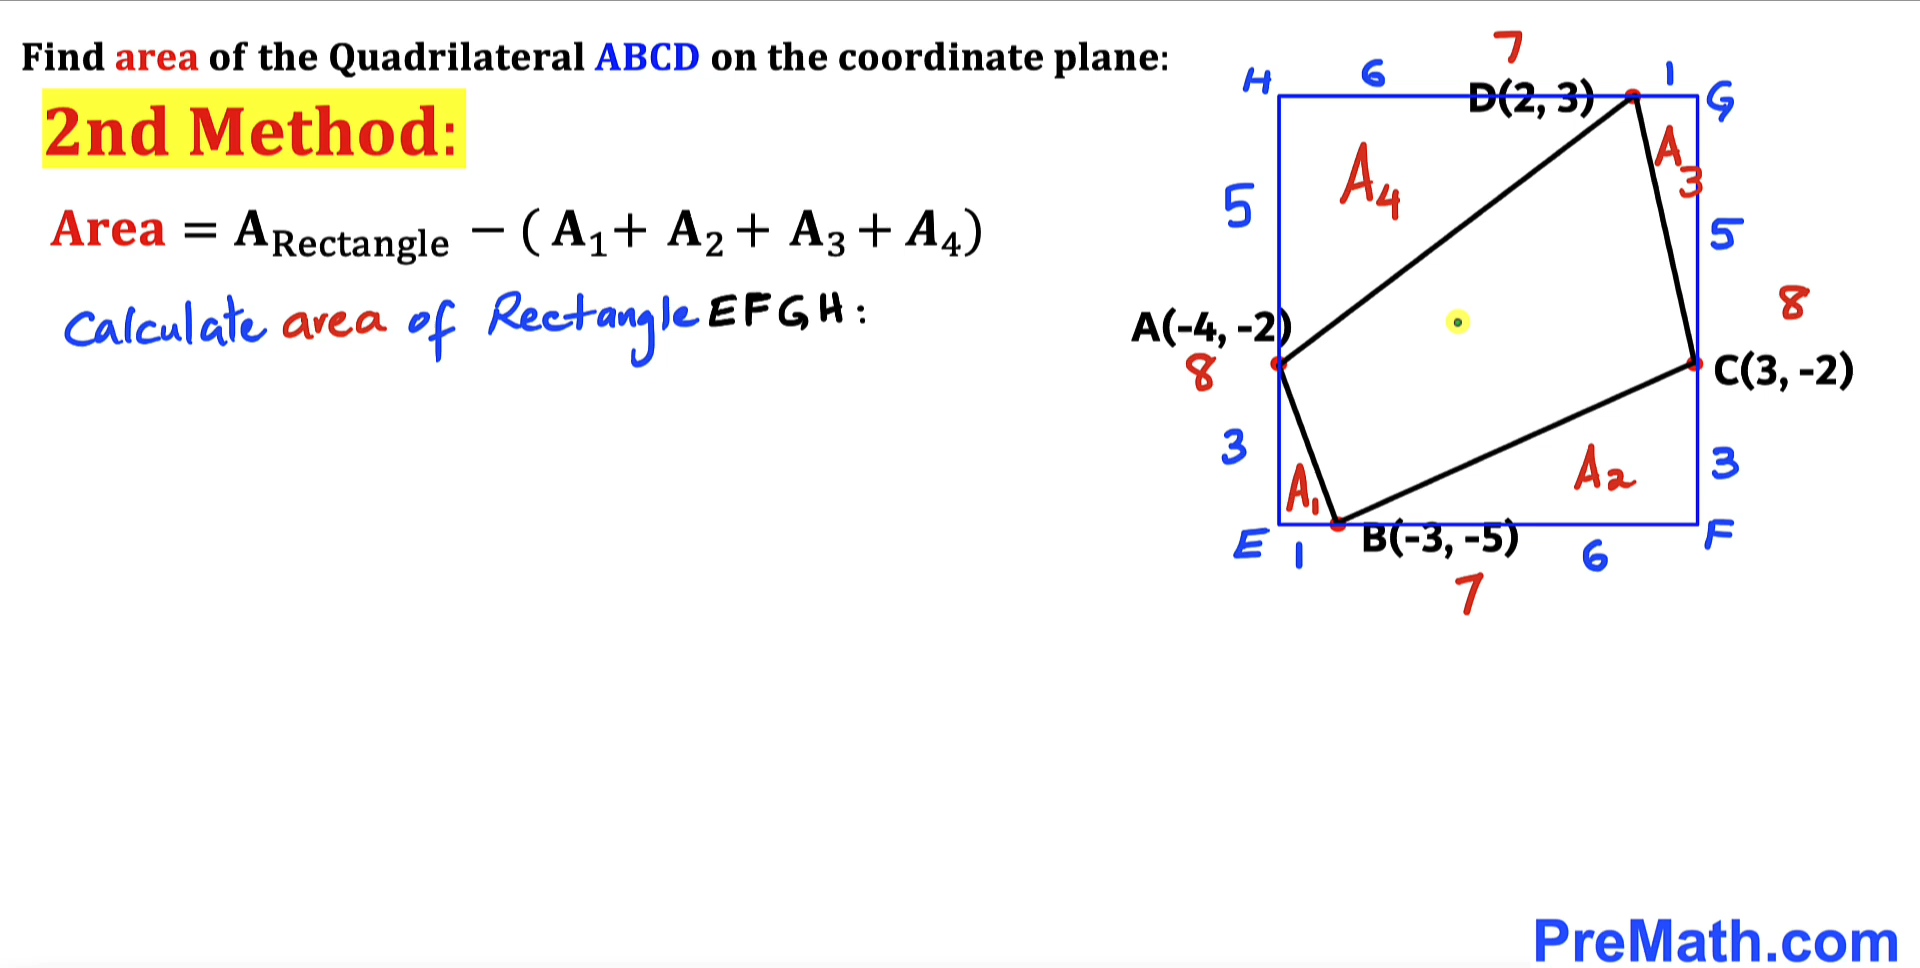 Find area of the Quadrilateral ABCD on the coordinate plane:
2nd Method:
Area = A_Rectangle − ( A₁ + A₂ + A₃ + A₄)
Calculate area of Rectangle EFGH:
7
H 6 D(2, 3) 1 G
A₄ A₃
5 5
8
A(-4, -2)
8 C(3, -2)
3 A₂ 3
A₁
E 1 B(-3, -5) 6 F
7
PreMath.com